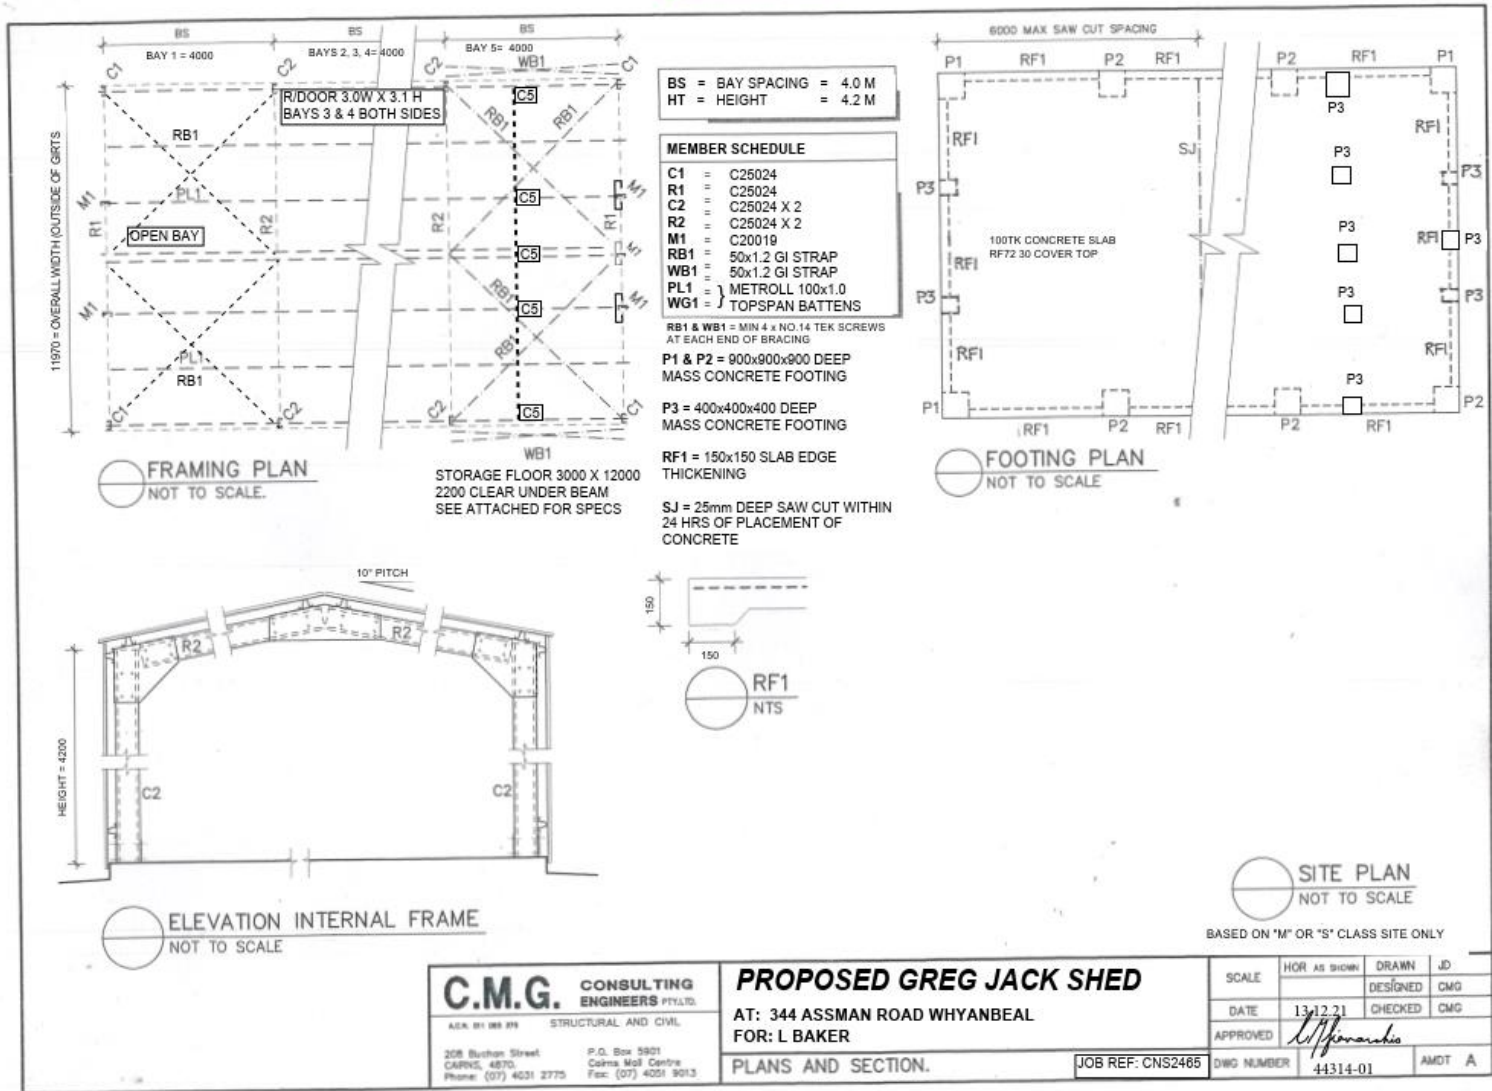 BS
BS
BS
BAY 1 = 4000
BAYS 2, 3, 4= 4000
BAY 5= 4000
C1
C2
C2
WB1
C1
R/DOOR 3.0W X 3.1 H
BAYS 3 & 4 BOTH SIDES
C5
RB1
RB1
RB1
11970 = OVERALL WIDTH (OUTSIDE OF GIRTS
M1
PL1
C5
M1
R1
R2
R2
R1
OPEN BAY
C5
M1
RB1
M1
C5
M1
PL1
RB1
RB1
C1
C2
C2
C5
C1
WB1
FRAMING PLAN
NOT TO SCALE.
STORAGE FLOOR 3000 X 12000
2200 CLEAR UNDER BEAM
SEE ATTACHED FOR SPECS
BS = BAY SPACING = 4.0 M
HT = HEIGHT = 4.2 M
MEMBER SCHEDULE
C1 = C25024
R1 = C25024
C2 = C25024 X 2
R2 = C25024 X 2
M1 = C20019
RB1 = 50x1.2 GI STRAP
WB1 = 50x1.2 GI STRAP
PL1 = } METROLL 100x1.0
WG1 = TOPSPAN BATTENS
RB1 & WB1 = MIN 4 x NO.14 TEK SCREWS
AT EACH END OF BRACING
P1 & P2 = 900x900x900 DEEP
MASS CONCRETE FOOTING
P3 = 400x400x400 DEEP
MASS CONCRETE FOOTING
RF1 = 150x150 SLAB EDGE
THICKENING
SJ = 25mm DEEP SAW CUT WITHIN
24 HRS OF PLACEMENT OF
CONCRETE
6000 MAX SAW CUT SPACING
P1
RF1
P2
RF1
P2
RF1
P1
P3
RF1
RF1
SJ
P3
P3
P3
P3
100TK CONCRETE SLAB
RF72 30 COVER TOP
RF1
P3
RF1
P3
P3
P3
P3
RF1
RF1
P3
P1
P2
RF1
P2
RF1
P2
RF1
FOOTING PLAN
NOT TO SCALE
10° PITCH
R2
R2
HEIGHT = 4200
C2
C2
ELEVATION INTERNAL FRAME
NOT TO SCALE
150
150
RF1
NTS
SITE PLAN
NOT TO SCALE
BASED ON "M" OR "S" CLASS SITE ONLY
C.M.G. CONSULTING
ENGINEERS PTY.LTD.
STRUCTURAL AND CIVIL
208 Buchan Street
CAIRNS, 4870.
Phone: (07) 4031 2775
P.O. Box 5901
Cairns Mail Centre
Fax: (07) 4051 9013
PROPOSED GREG JACK SHED
AT: 344 ASSMAN ROAD WHYANBEAL
FOR: L BAKER
PLANS AND SECTION.
JOB REF: CNS2465
SCALE
HOR AS SHOWN
DRAWN
JD
DESIGNED
CMG
DATE
13.12.21
CHECKED
CMG
APPROVED
DWG NUMBER
44314-01
AMDT A